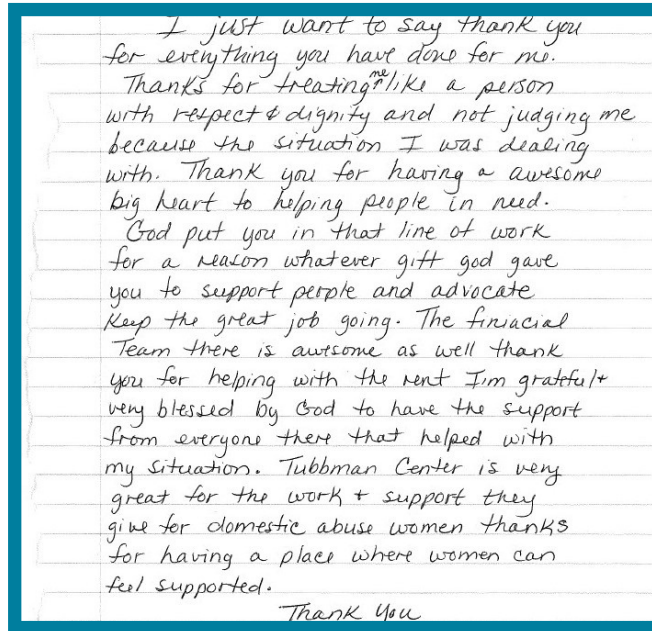 I just want to say thank you
for everything you have done for me.
Thanks for treating me like a person
with respect & dignity and not judging me
because the situation I was dealing
with. Thank you for having a awesome
big heart to helping people in need.
God put you in that line of work
for a reason whatever gift god gave
you to support people and advocate
Keep the great job going. The finiacial
Team there is awesome as well thank
you for helping with the rent I'm grateful +
very blessed by God to have the support
from everyone there that helped with
my situation. Tubbman Center is very
great for the work + support they
give for domestic abuse women thanks
for having a place where women can
feel supported.
Thank You